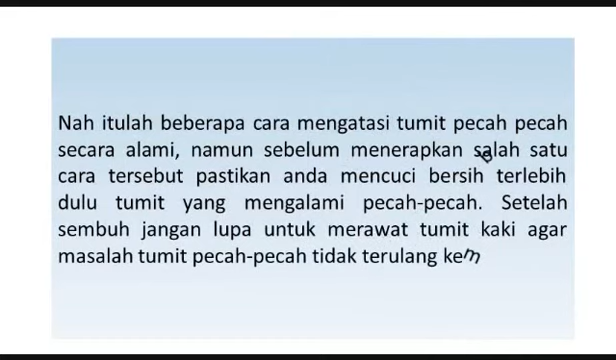 Nah itulah beberapa cara mengatasi tumit pecah pecah
secara alami, namun sebelum menerapkan salah satu
cara tersebut pastikan anda mencuci bersih terlebih
dulu tumit yang mengalami pecah-pecah. Setelah
sembuh jangan lupa untuk merawat tumit kaki agar
masalah tumit pecah-pecah tidak terulang kem